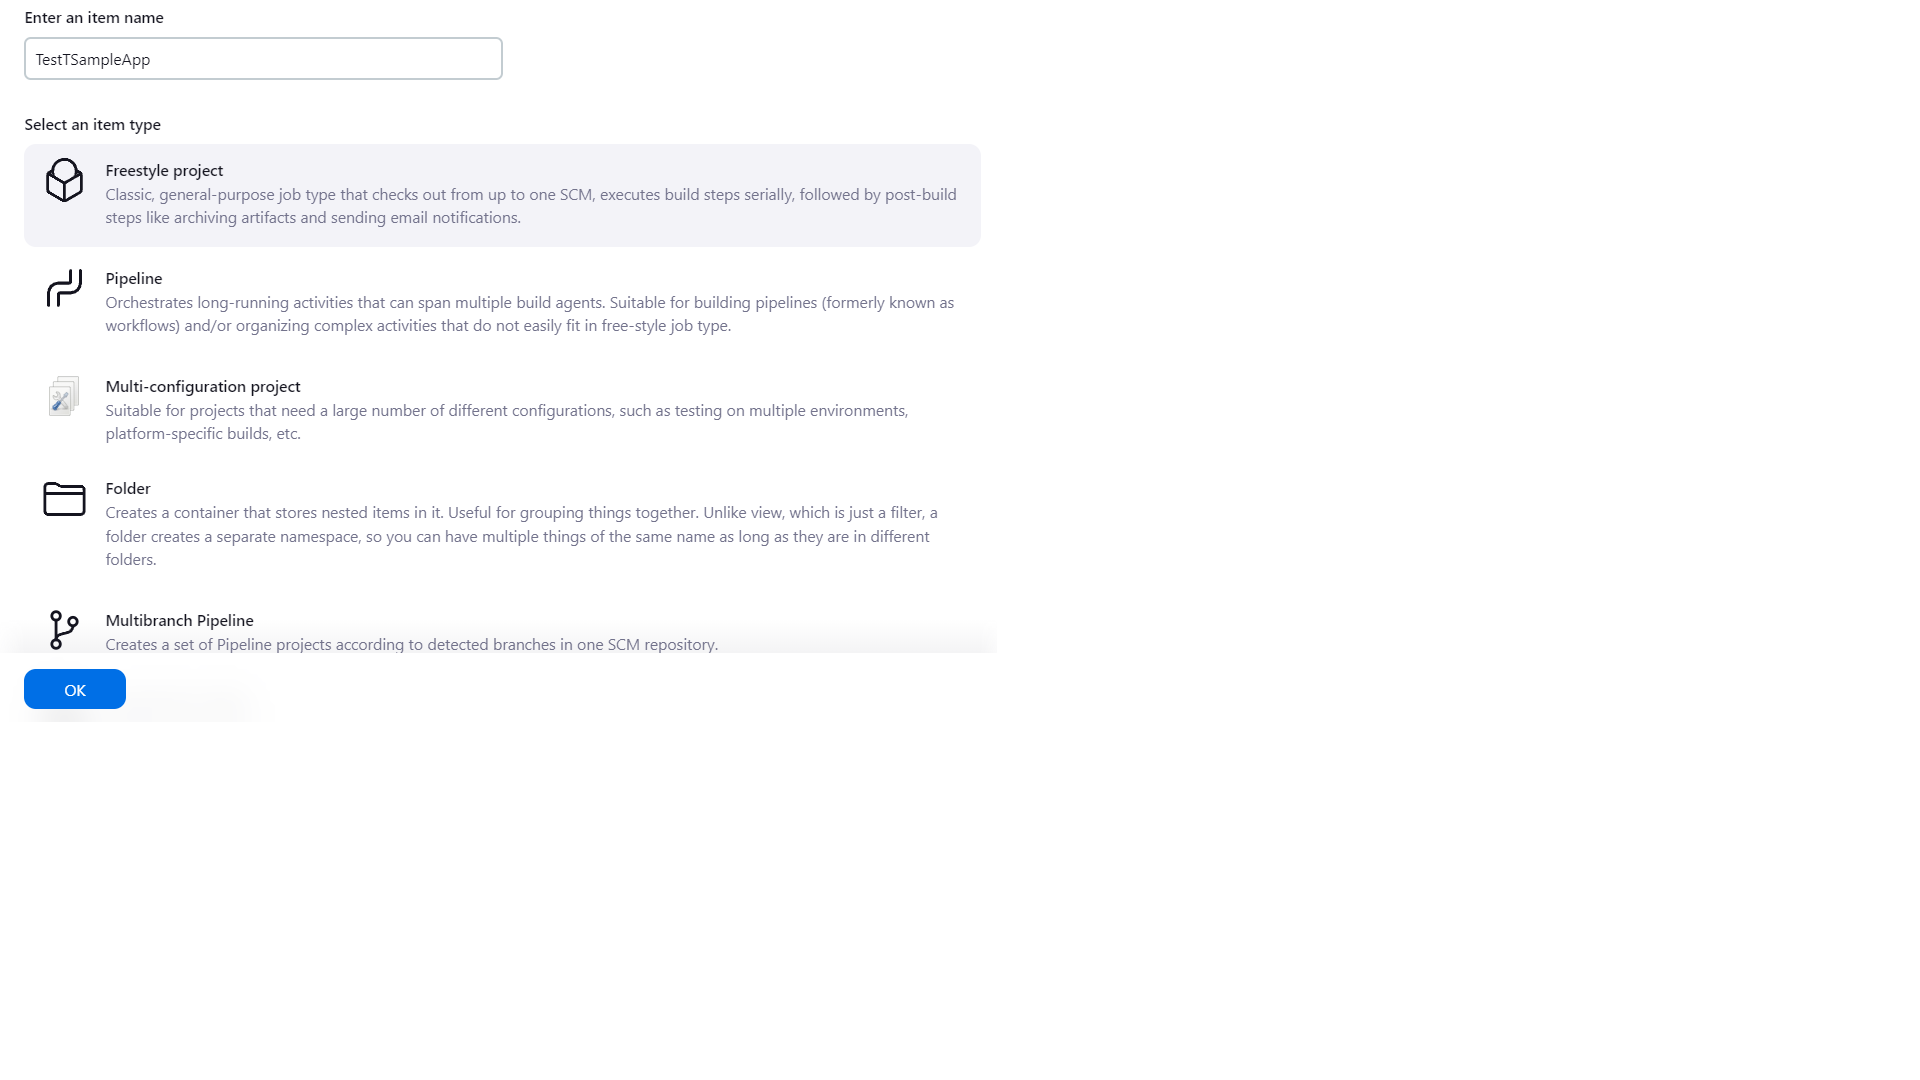 Enter an item name
TestTSampleApp
Select an item type
Freestyle project
Classic, general-purpose job type that checks out from up to one SCM, executes build steps serially, followed by post-build
steps like archiving artifacts and sending email notifications.
Pipeline
Orchestrates long-running activities that can span multiple build agents. Suitable for building pipelines (formerly known as
workflows) and/or organizing complex activities that do not easily fit in free-style job type.
Multi-configuration project
Suitable for projects that need a large number of different configurations, such as testing on multiple environments,
platform-specific builds, etc.
Folder
Creates a container that stores nested items in it. Useful for grouping things together. Unlike view, which is just a filter, a
folder creates a separate namespace, so you can have multiple things of the same name as long as they are in different
folders.
Multibranch Pipeline
Creates a set of Pipeline projects according to detected branches in one SCM repository.
OK